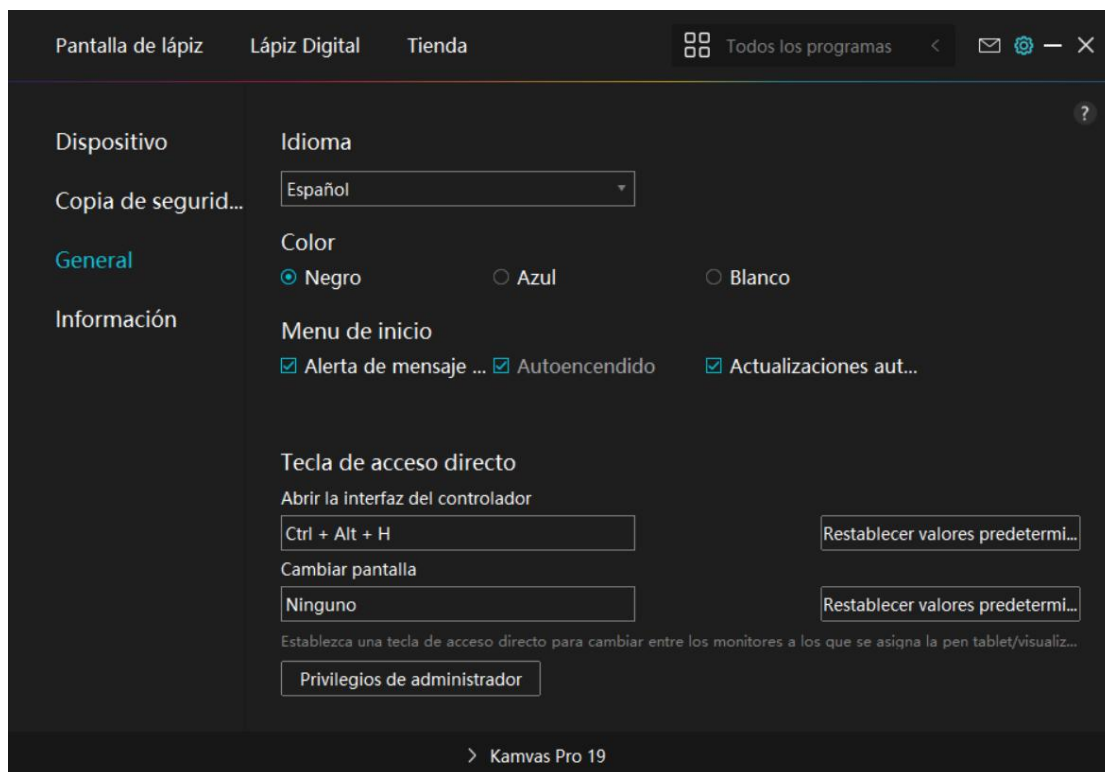 Pantalla de lápiz Lápiz Digital Tienda Todos los programas
?
Dispositivo
Copia de segurid...
General
Información
Idioma
Español
Color
Negro Azul Blanco
Menu de inicio
Alerta de mensaje ... Autoencendido Actualizaciones aut...
Tecla de acceso directo
Abrir la interfaz del controlador
Ctrl + Alt + H Restablecer valores predetermi...
Cambiar pantalla
Ninguno Restablecer valores predetermi...
Establezca una tecla de acceso directo para cambiar entre los monitores a los que se asigna la pen tablet/visualiz...
Privilegios de administrador
Kamvas Pro 19